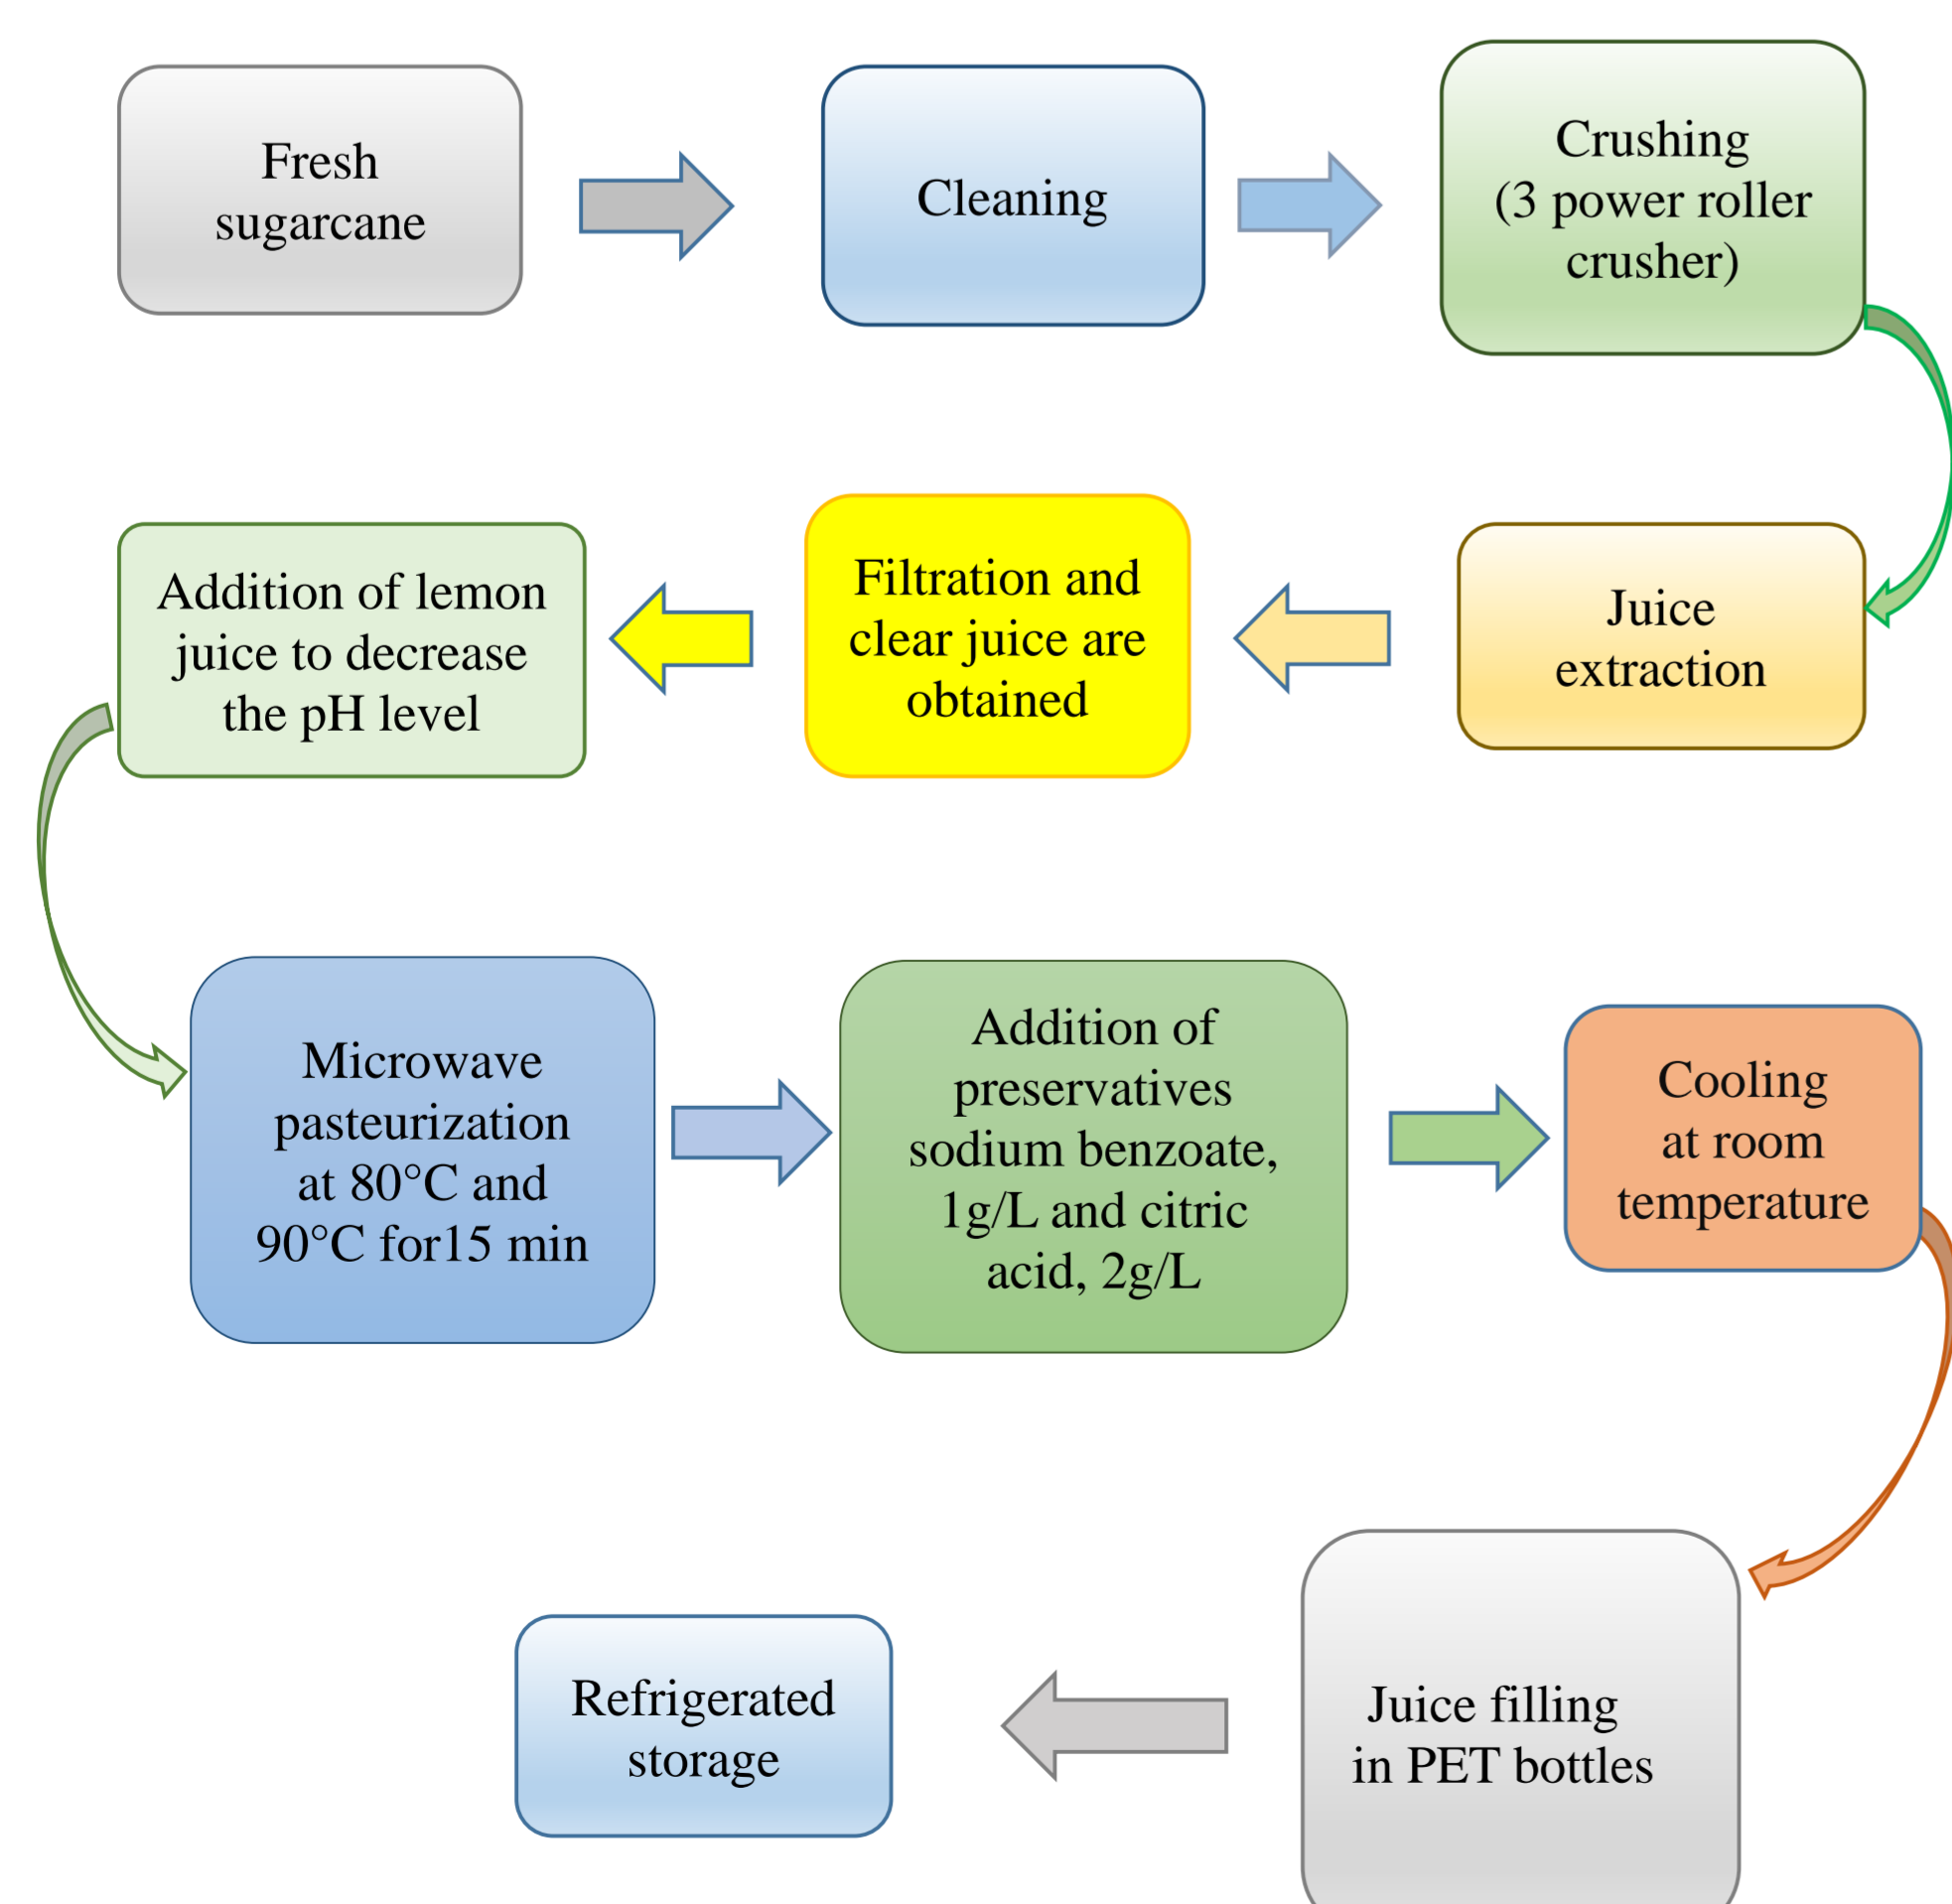 Fresh
sugarcane
Cleaning
Crushing
(3 power roller
crusher)
Juice
extraction
Filtration and
clear juice are
obtained
Addition of lemon
juice to decrease
the pH level
Microwave
pasteurization
at 80°C and
90°C for15 min
Addition of
preservatives
sodium benzoate,
1g/L and citric
acid, 2g/L
Cooling
at room
temperature
Juice filling
in PET bottles
Refrigerated
storage